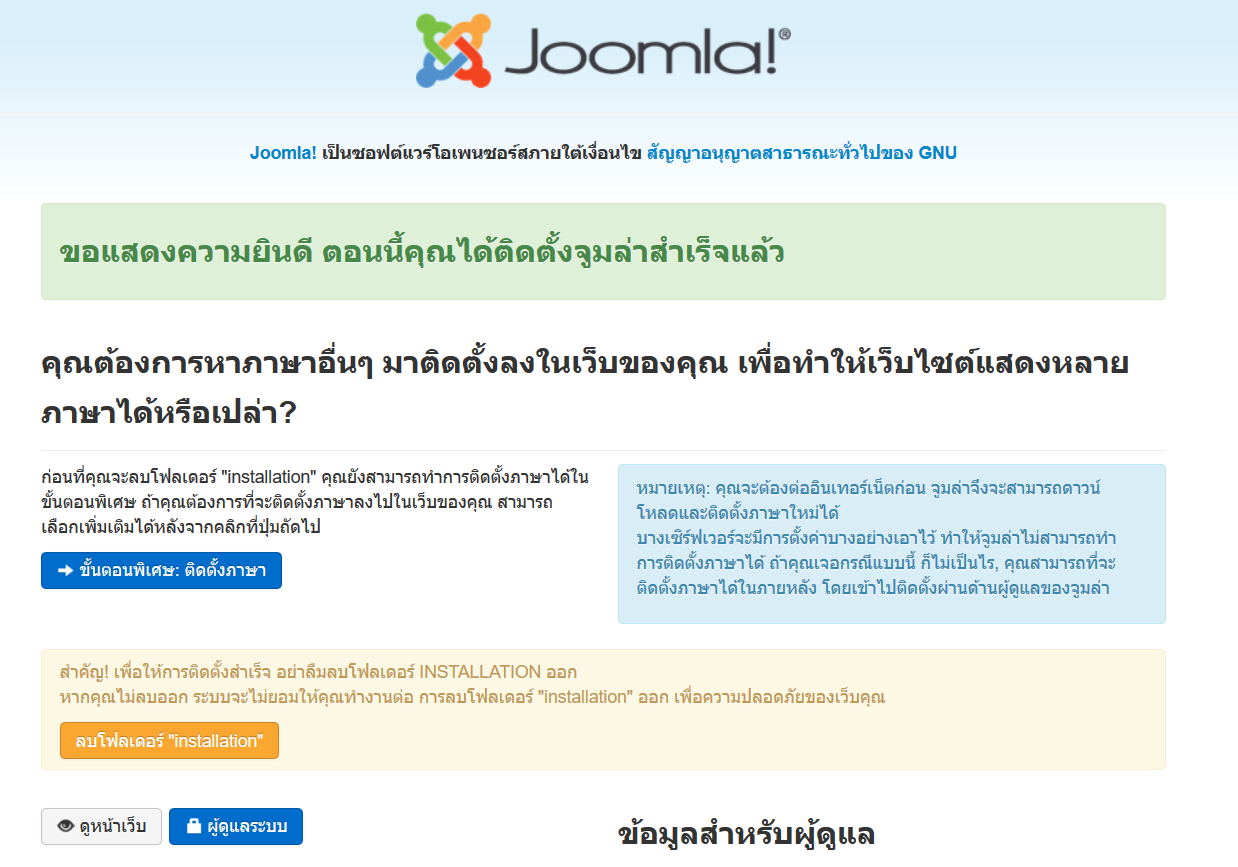 Joomla!®
Joomla! เป็นซอฟต์แวร์โอเพนซอร์สภายใต้เงื่อนไข สัญญาอนุญาตสาธารณะทั่วไปของ GNU
ขอแสดงความยินดี ตอนนี้คุณได้ติดตั้งจูมล่าสำเร็จแล้ว
คุณต้องการหาภาษาอื่นๆ มาติดตั้งลงในเว็บของคุณ เพื่อทำให้เว็บไซต์แสดงหลาย
ภาษาได้หรือเปล่า?
ก่อนที่คุณจะลบโฟลเดอร์ "installation" คุณยังสามารถทำการติดตั้งภาษาได้ใน
ขั้นตอนพิเศษ ถ้าคุณต้องการที่จะติดตั้งภาษาลงไปในเว็บของคุณ สามารถ
เลือกเพิ่มเติมได้หลังจากคลิกที่ปุ่มถัดไป
ขั้นตอนพิเศษ: ติดตั้งภาษา
หมายเหตุ: คุณจะต้องต่ออินเทอร์เน็ตก่อน จูมล่าจึงจะสามารถดาวน์
โหลดและติดตั้งภาษาใหม่ได้
บางเซิร์ฟเวอร์จะมีการตั้งค่าบางอย่างเอาไว้ ทำให้จูมล่าไม่สามารถทำ
การติดตั้งภาษาได้ ถ้าคุณเจอกรณีแบบนี้ ก็ไม่เป็นไร, คุณสามารถที่จะ
ติดตั้งภาษาได้ในภายหลัง โดยเข้าไปติดตั้งผ่านด้านผู้ดูแลของจูมล่า
สำคัญ! เพื่อให้การติดตั้งสำเร็จ อย่าลืมลบโฟลเดอร์ INSTALLATION ออก
หากคุณไม่ลบออก ระบบจะไม่ยอมให้คุณทำงานต่อ การลบโฟลเดอร์ "installation" ออก เพื่อความปลอดภัยของเว็บคุณ
ลบโฟลเดอร์ "installation"
ดูหน้าเว็บ ผู้ดูแลระบบ
ข้อมูลสำหรับผู้ดูแล